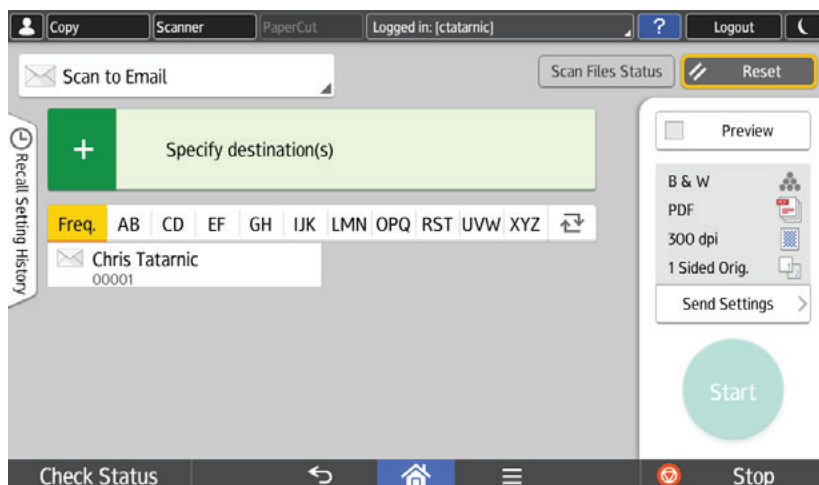 Copy
Scanner
PaperCut
Logged in: [ctatarnic]
?
Logout
Scan to Email
Scan Files Status
Reset
Recall Setting History
+
Specify destination(s)
Preview
B & W
PDF
300 dpi
1 Sided Orig.
Send Settings >
Freq. AB CD EF GH IJK LMN OPQ RST UVW XYZ
Chris Tatarnic
00001
Start
Check Status
Stop